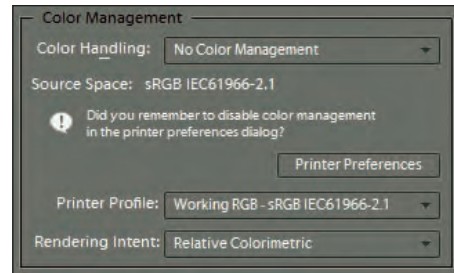 Color Management
Color Handling: No Color Management
Source Space: sRGB IEC61966-2.1
Did you remember to disable color management
in the printer preferences dialog?
Printer Preferences
Printer Profile: Working RGB - sRGB IEC61966-2.1
Rendering Intent: Relative Colorimetric